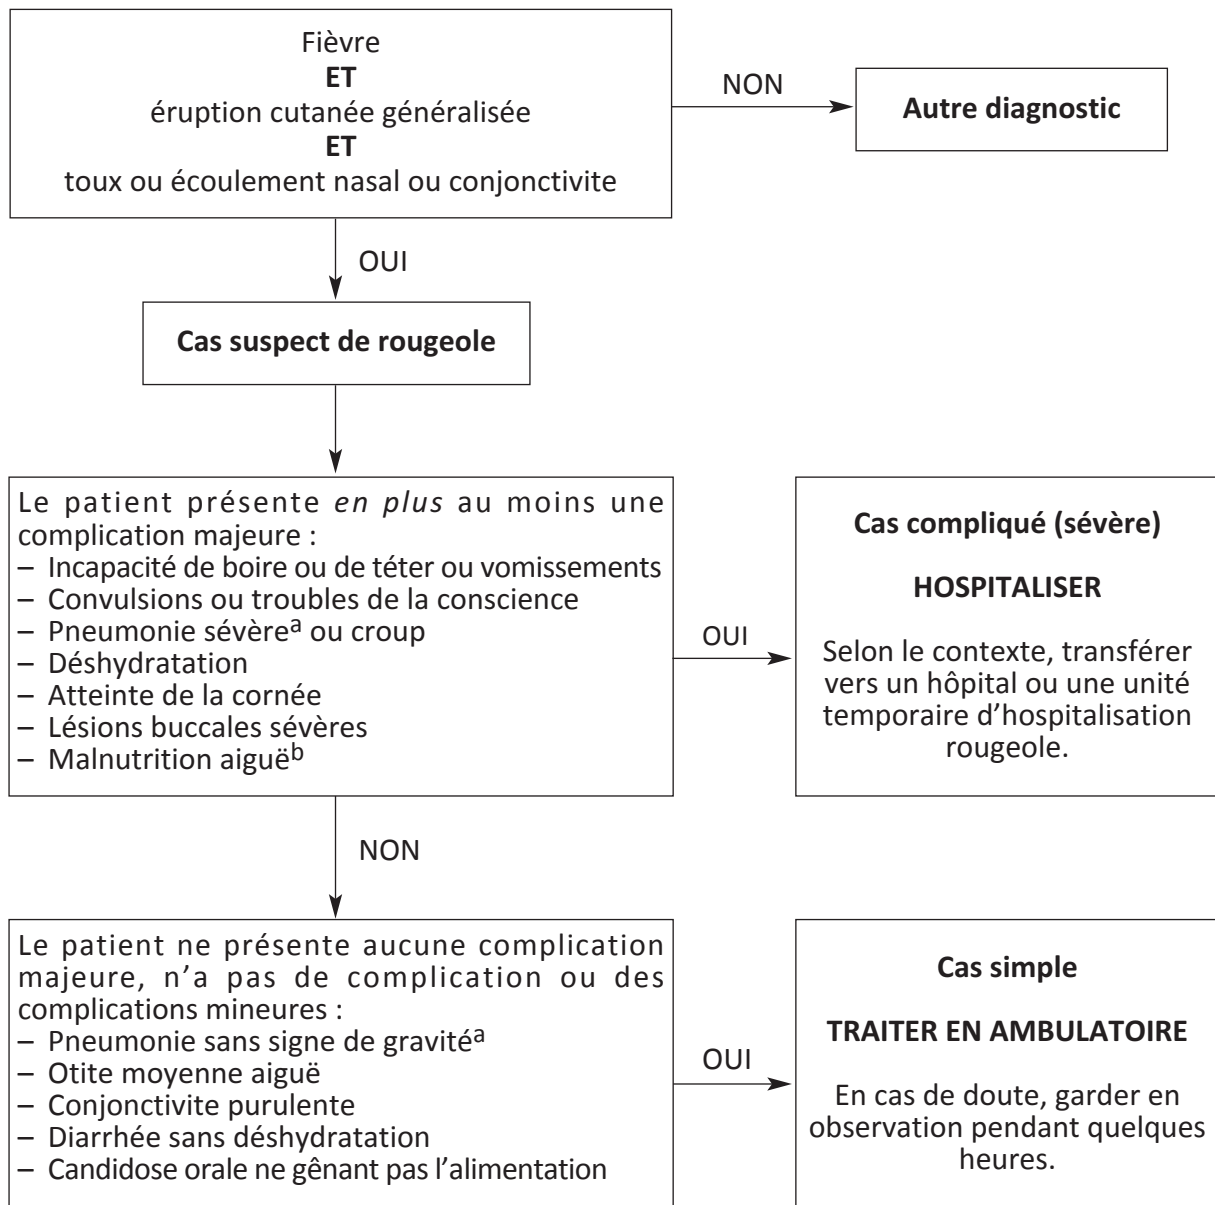 Fièvre
ET
éruption cutanée généralisée
ET
toux ou écoulement nasal ou conjonctivite
NON
Autre diagnostic
OUI
Cas suspect de rougeole
Le patient présente en plus au moins une
complication majeure :
– Incapacité de boire ou de téter ou vomissements
– Convulsions ou troubles de la conscience
– Pneumonie sévèreᵃ ou croup
– Déshydratation
– Atteinte de la cornée
– Lésions buccales sévères
– Malnutrition aiguëᵇ
OUI
Cas compliqué (sévère)
HOSPITALISER
Selon le contexte, transférer
vers un hôpital ou une unité
temporaire d’hospitalisation
rougeole.
NON
Le patient ne présente aucune complication
majeure, n’a pas de complication ou des
complications mineures :
– Pneumonie sans signe de gravitéᵃ
– Otite moyenne aiguë
– Conjonctivite purulente
– Diarrhée sans déshydratation
– Candidose orale ne gênant pas l’alimentation
OUI
Cas simple
TRAITER EN AMBULATOIRE
En cas de doute, garder en
observation pendant quelques
heures.